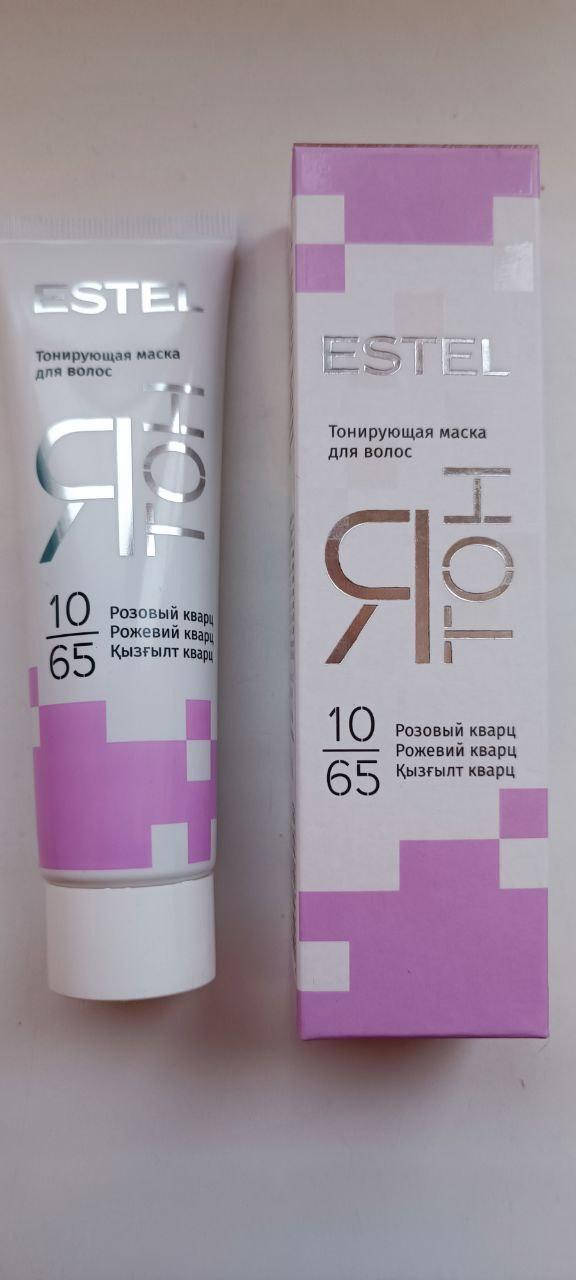 ESTEL
Тонирующая маска
для волос
Я ТОН
10
65
Розовый кварц
Рожевий кварц
Қызғылт кварц
ESTEL
Тонирующая маска
для волос
Я ТОН
10
65
Розовый кварц
Рожевий кварц
Қызғылт кварц